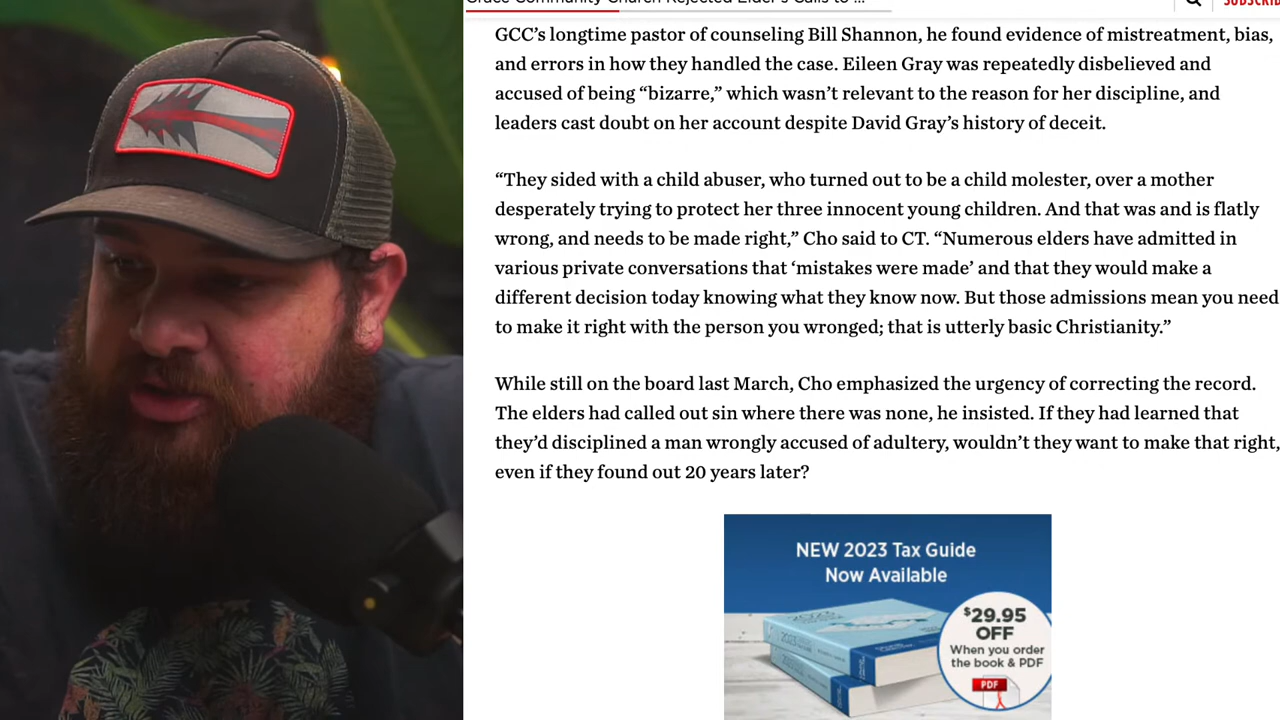 Grace Community Church Rejected Elder's Calls to ...
SUBSCRIBE
GCC’s longtime pastor of counseling Bill Shannon, he found evidence of mistreatment, bias,
and errors in how they handled the case. Eileen Gray was repeatedly disbelieved and
accused of being “bizarre,” which wasn’t relevant to the reason for her discipline, and
leaders cast doubt on her account despite David Gray’s history of deceit.
“They sided with a child abuser, who turned out to be a child molester, over a mother
desperately trying to protect her three innocent young children. And that was and is flatly
wrong, and needs to be made right,” Cho said to CT. “Numerous elders have admitted in
various private conversations that ‘mistakes were made’ and that they would make a
different decision today knowing what they know now. But those admissions mean you need
to make it right with the person you wronged; that is utterly basic Christianity.”
While still on the board last March, Cho emphasized the urgency of correcting the record.
The elders had called out sin where there was none, he insisted. If they had learned that
they’d disciplined a man wrongly accused of adultery, wouldn’t they want to make that right,
even if they found out 20 years later?
NEW 2023 Tax Guide
Now Available
$29.95
OFF
When you order
the book & PDF
PDF